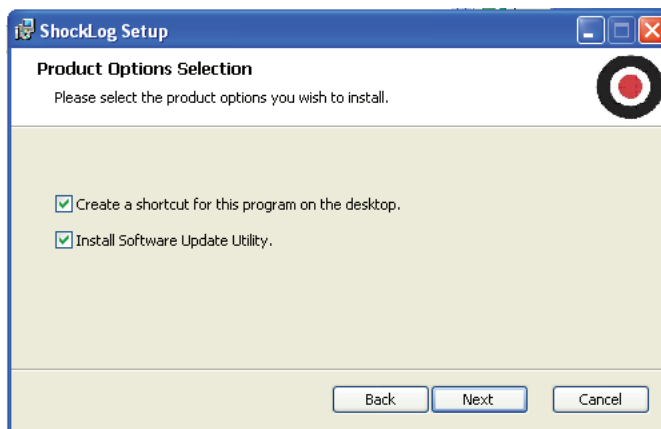 ShockLog Setup
Product Options Selection
Please select the product options you wish to install.
Create a shortcut for this program on the desktop.
Install Software Update Utility.
Back Next Cancel